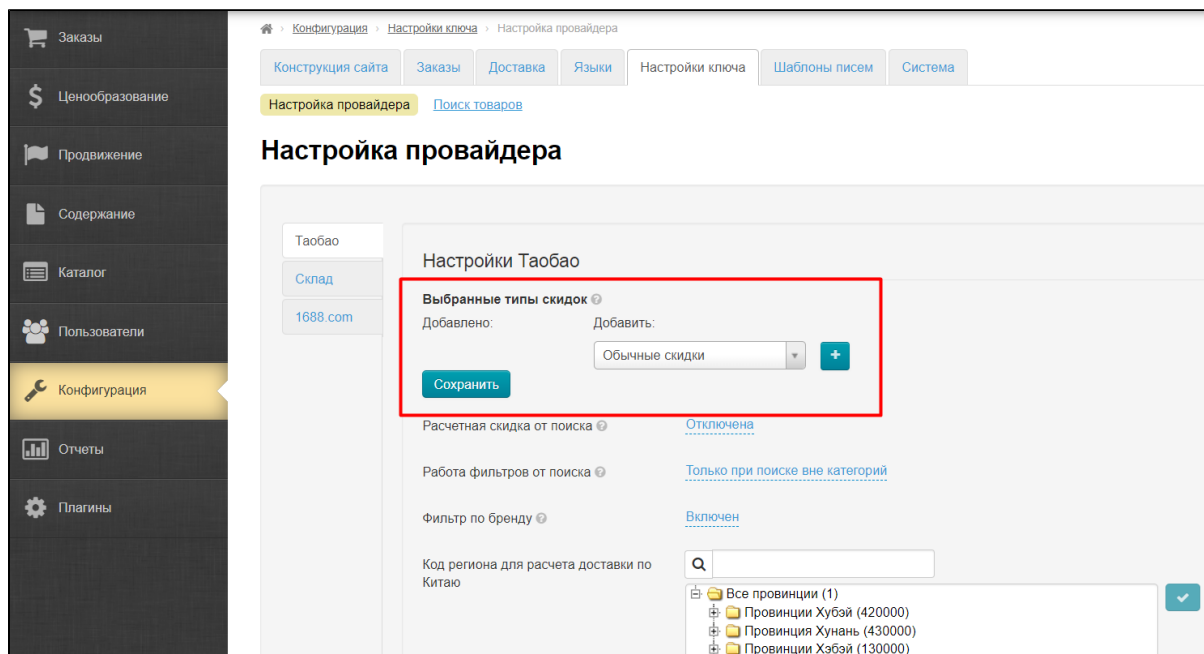 Заказы
Ценообразование
Продвижение
Содержание
Каталог
Пользователи
Конфигурация
Отчеты
Плагины
› Конфигурация › Настройки ключа › Настройка провайдера
Конструкция сайта Заказы Доставка Языки Настройки ключа Шаблоны писем Система
Настройка провайдера Поиск товаров
Настройка провайдера
Таобао
Склад
1688.com
Настройки Таобао
Выбранные типы скидок ?
Добавлено: Добавить:
Обычные скидки +
Сохранить
Расчетная скидка от поиска ? Отключена
Работа фильтров от поиска ? Только при поиске вне категорий
Фильтр по бренду ? Включен
Код региона для расчета доставки по
Китаю
Все провинции (1)
Провинции Хубэй (420000)
Провинция Хунань (430000)
Провинции Хэбэй (130000)